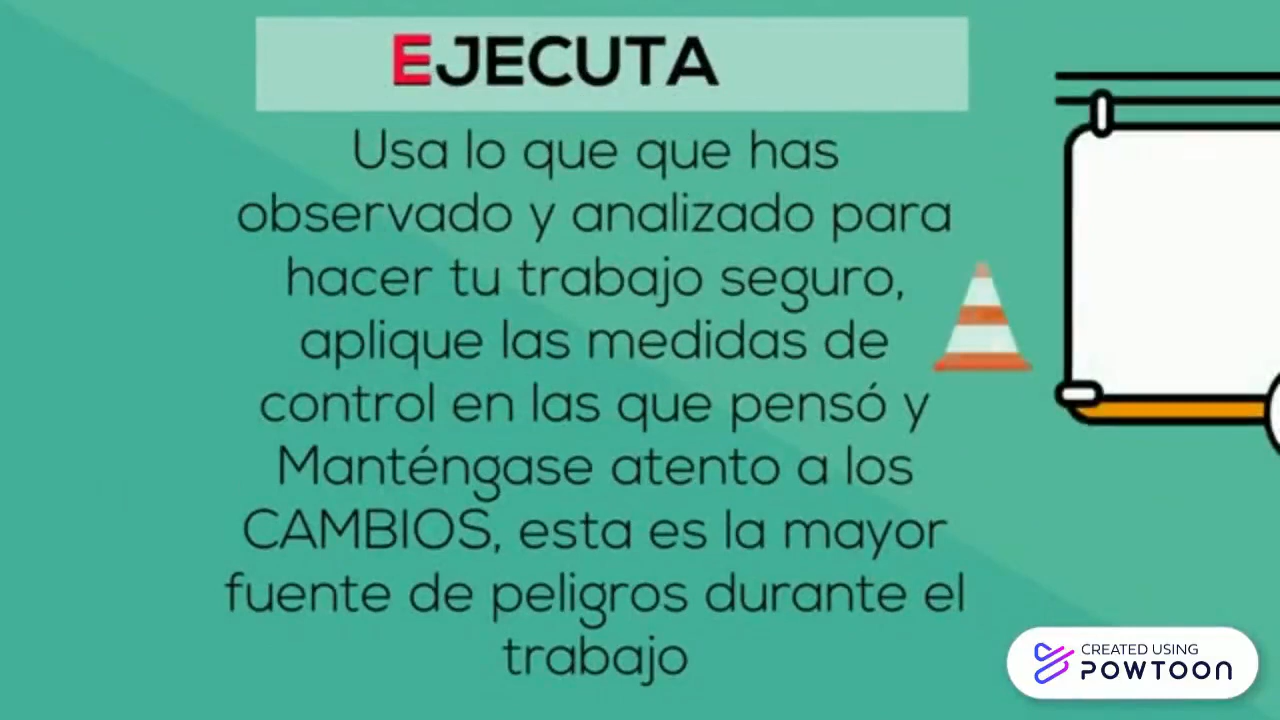 EJECUTA
Usa lo que que has
observado y analizado para
hacer tu trabajo seguro,
aplique las medidas de
control en las que pensó y
Manténgase atento a los
CAMBIOS, esta es la mayor
fuente de peligros durante el
trabajo
CREATED USING
POWTOON